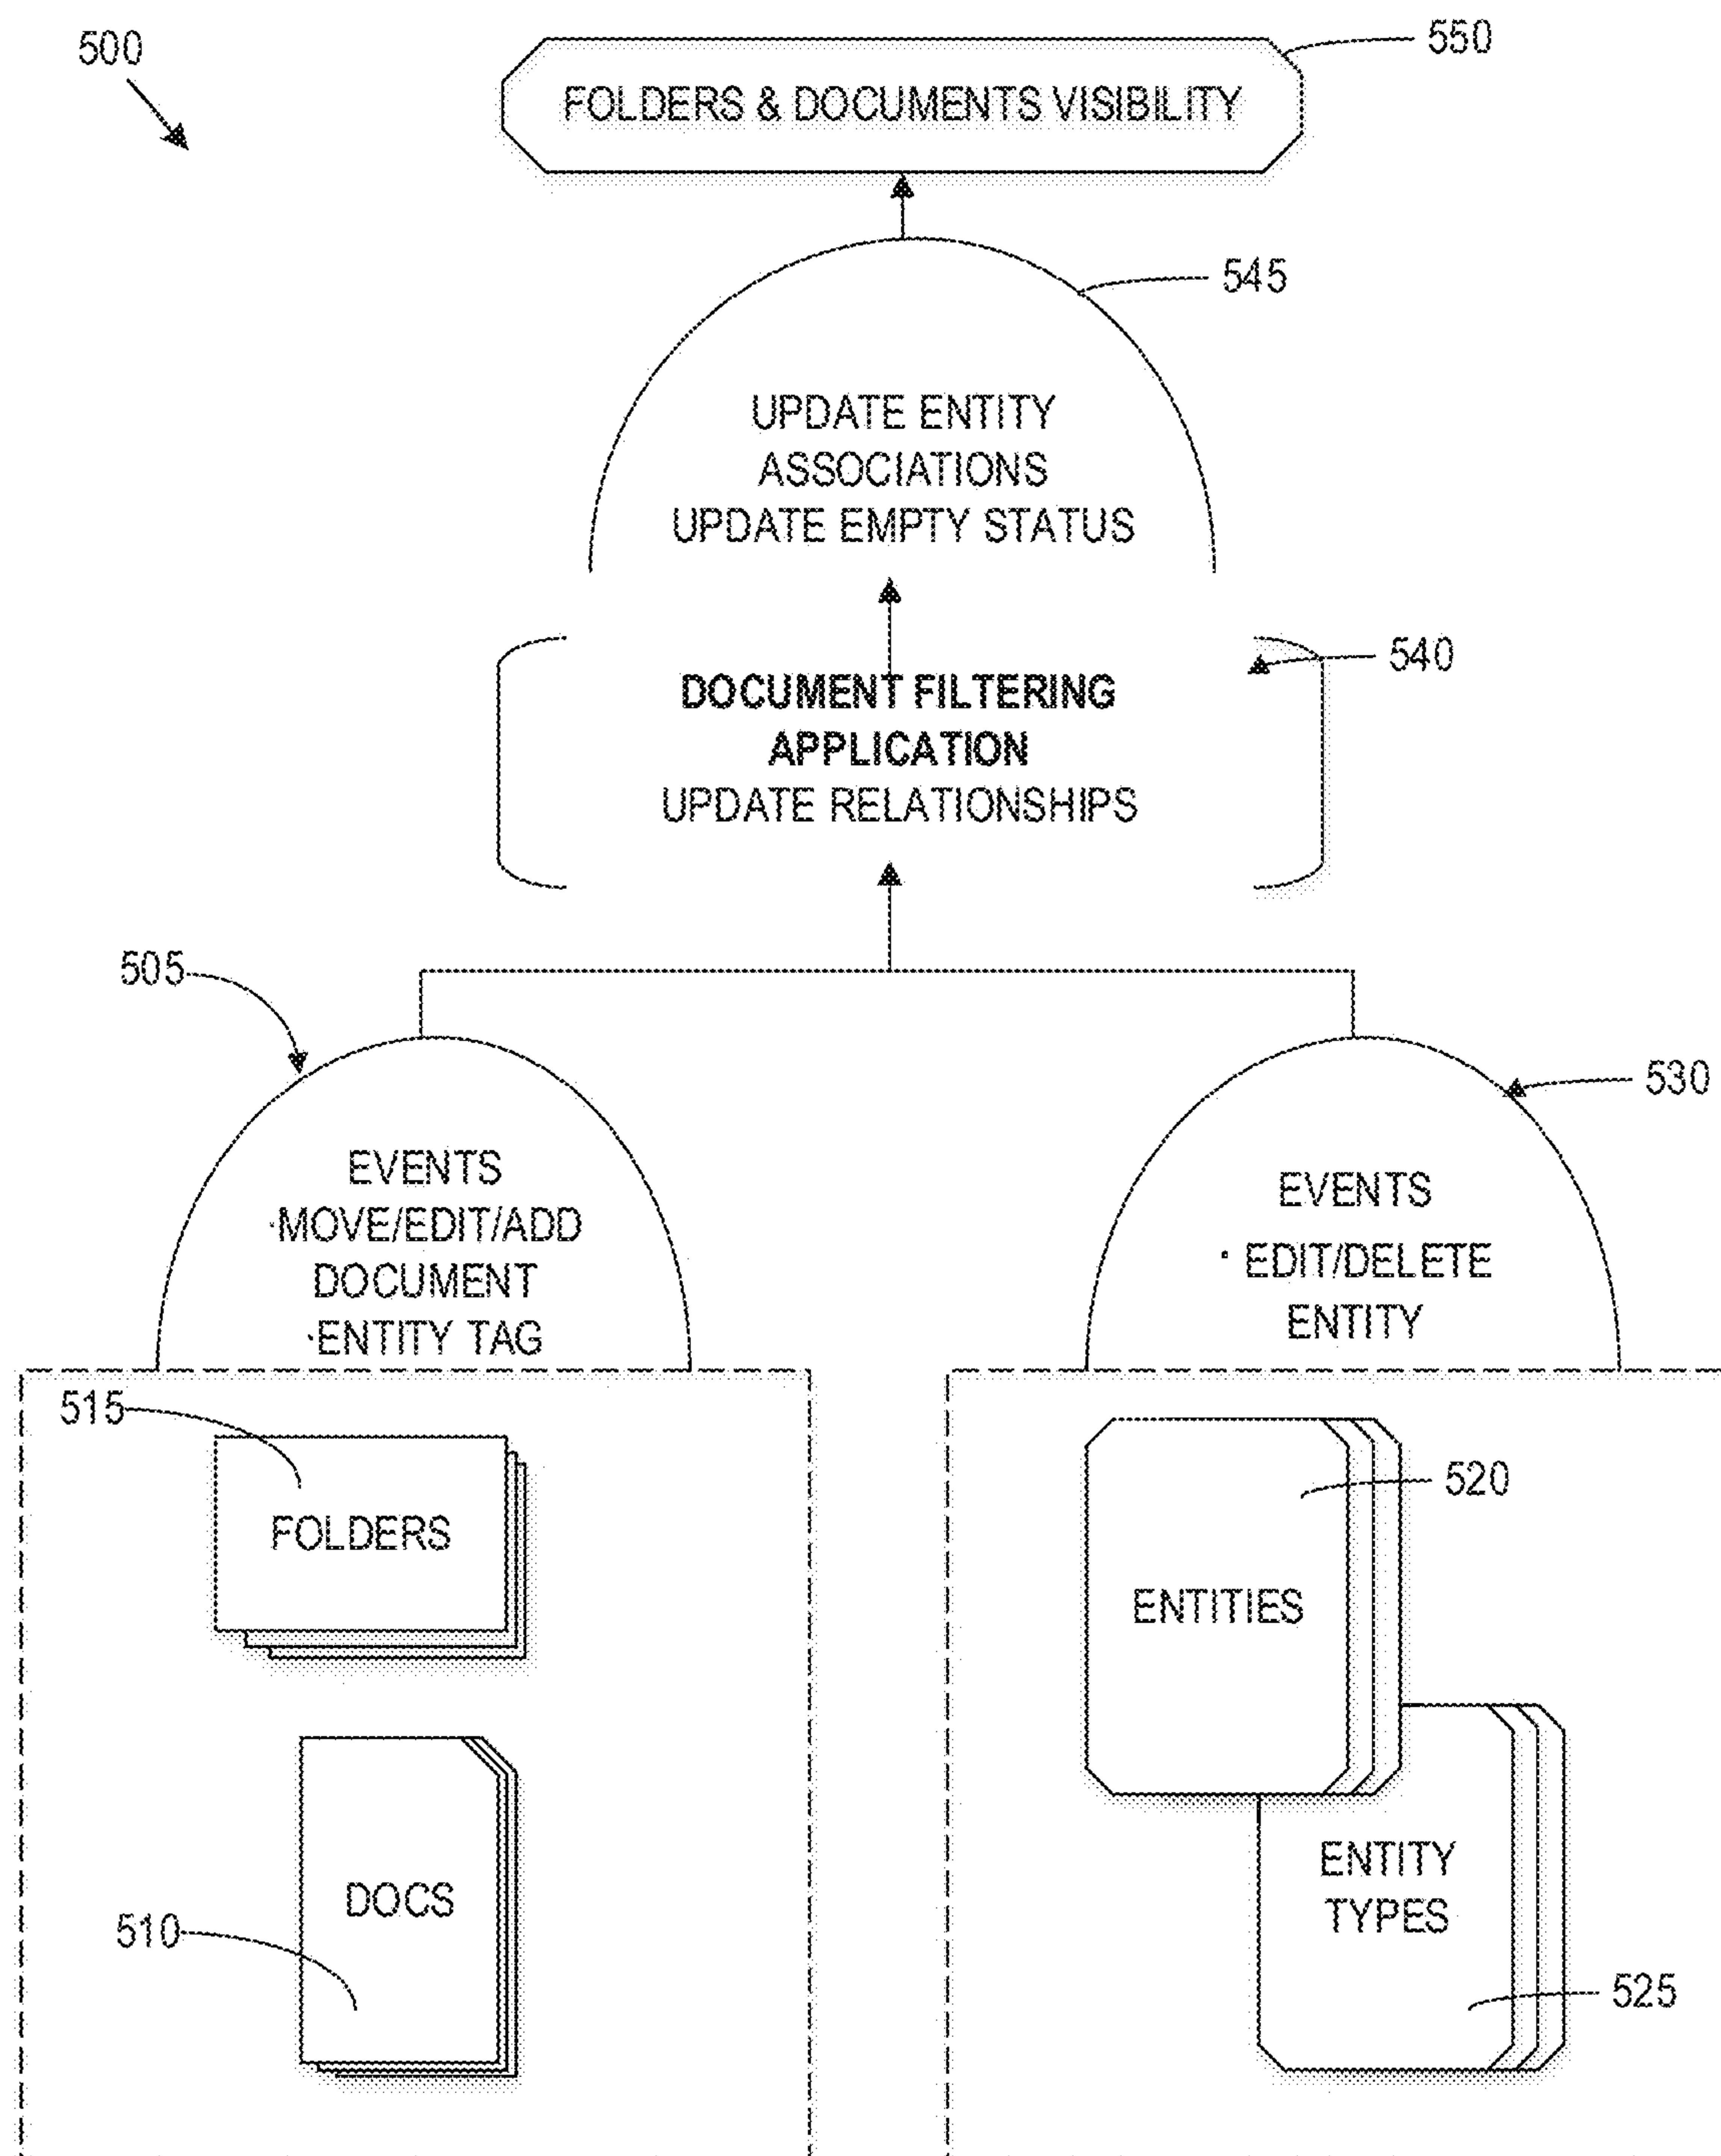 500
550
FOLDERS & DOCUMENTS VISIBILITY
545
UPDATE ENTITY
ASSOCIATIONS
UPDATE EMPTY STATUS
540
DOCUMENT FILTERING
APPLICATION
UPDATE RELATIONSHIPS
505
530
EVENTS
·MOVE/EDIT/ADD
DOCUMENT
·ENTITY TAG
EVENTS
· EDIT/DELETE
ENTITY
515
FOLDERS
520
ENTITIES
510
DOCS
ENTITY
TYPES
525